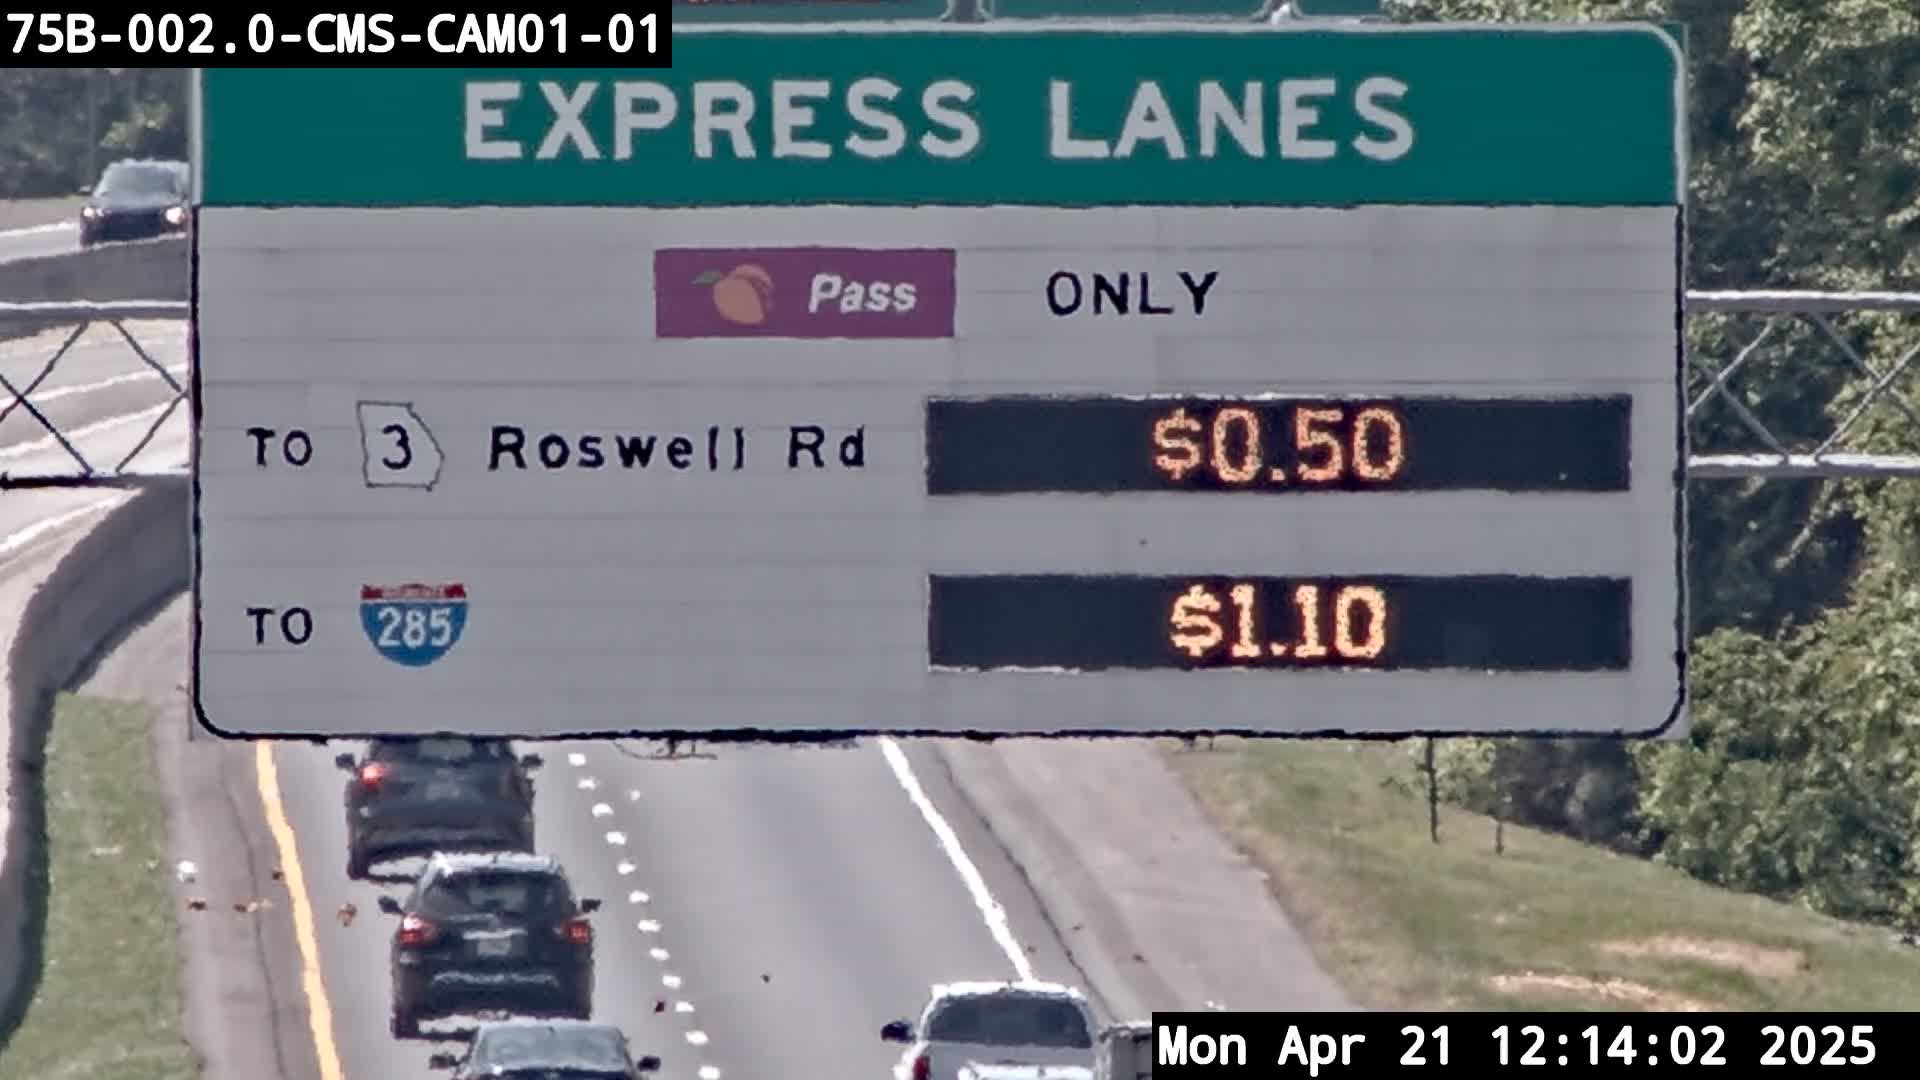 75B-002.0-CMS-CAM01-01
EXPRESS LANES
Pass ONLY
TO 3 Roswell Rd $0.50
TO 285 $1.10
Mon Apr 21 12:14:02 2025